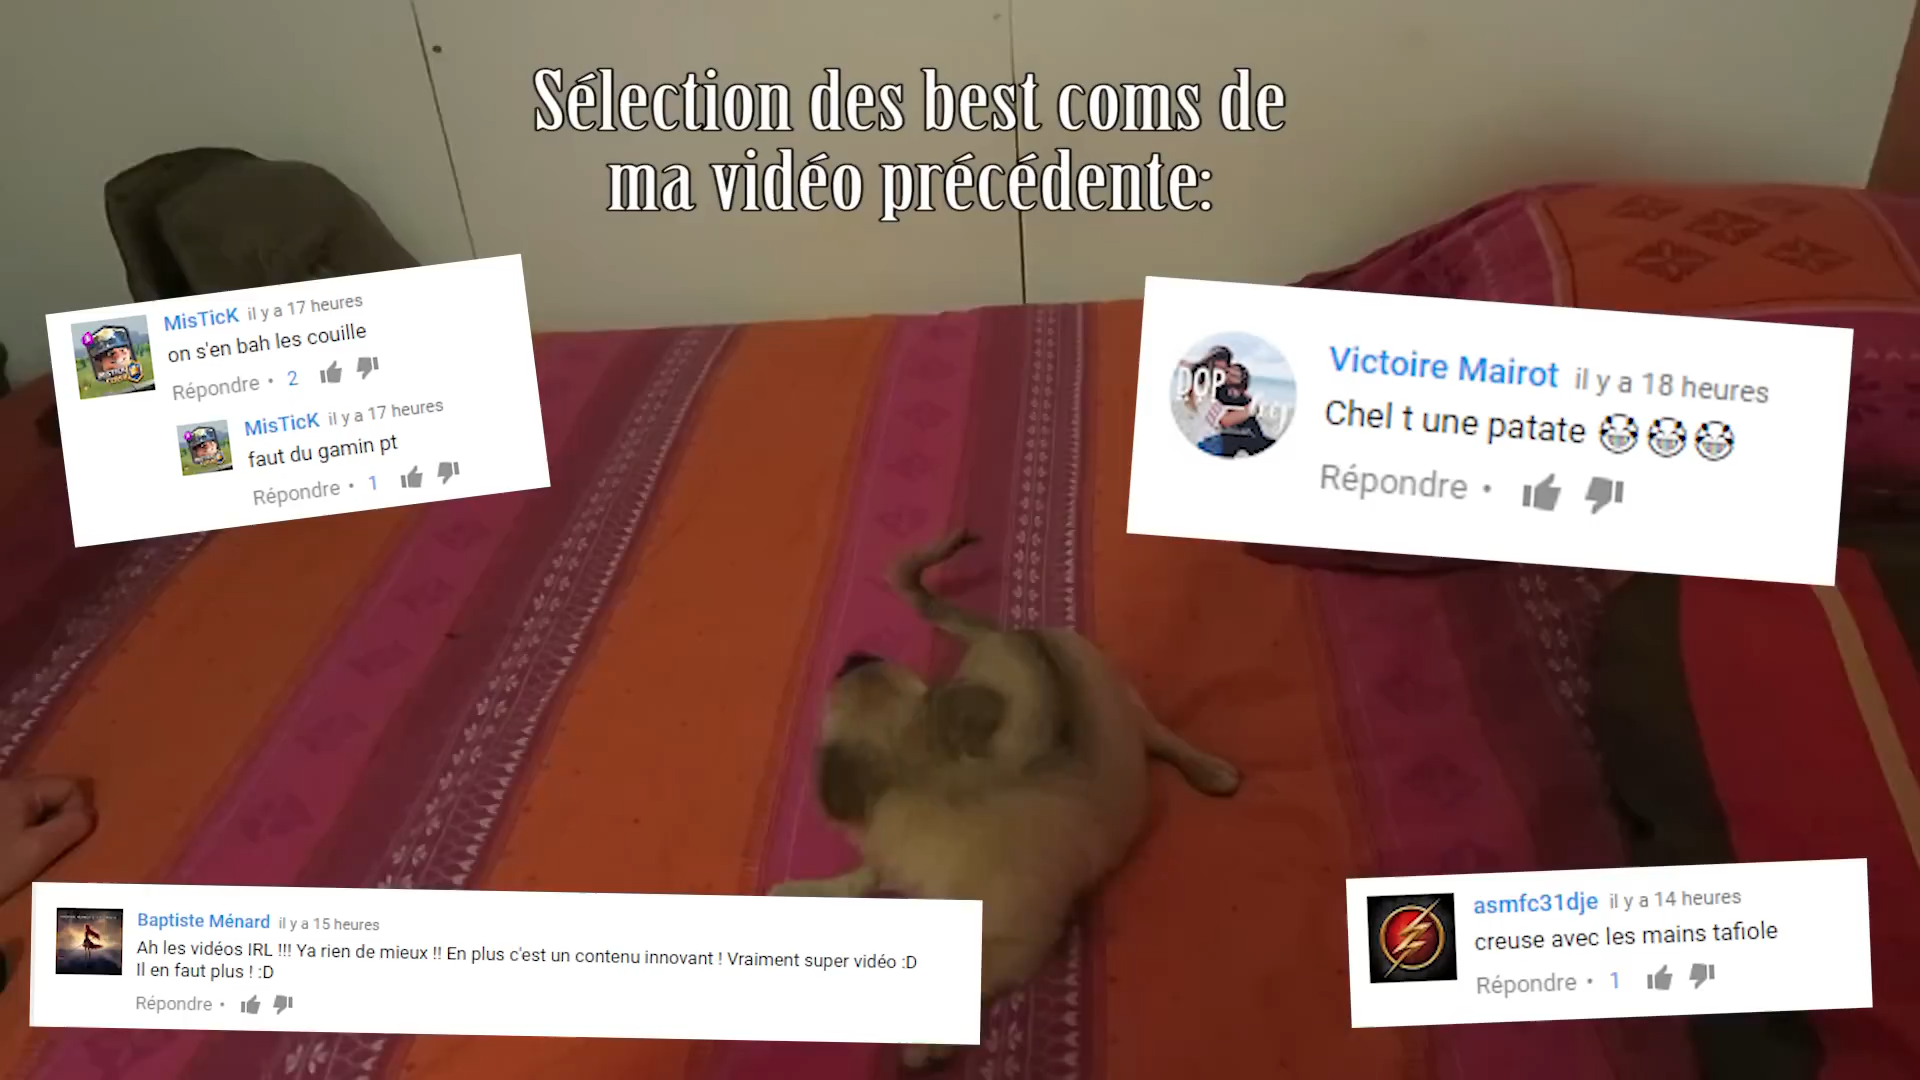 Sélection des best coms de
ma vidéo précédente:
MisTicK il y a 17 heures
on s'en bah les couille
Répondre • 2
MisTicK il y a 17 heures
faut du gamin pt
Répondre • 1
Victoire Mairot il y a 18 heures
Chel t une patate 😂😂😂
Répondre •
DOP
Baptiste Ménard il y a 15 heures
Ah les vidéos IRL !!! Ya rien de mieux !! En plus c'est un contenu innovant ! Vraiment super vidéo :D
Il en faut plus ! :D
Répondre •
asmfc31dje il y a 14 heures
creuse avec les mains tafiole
Répondre • 1